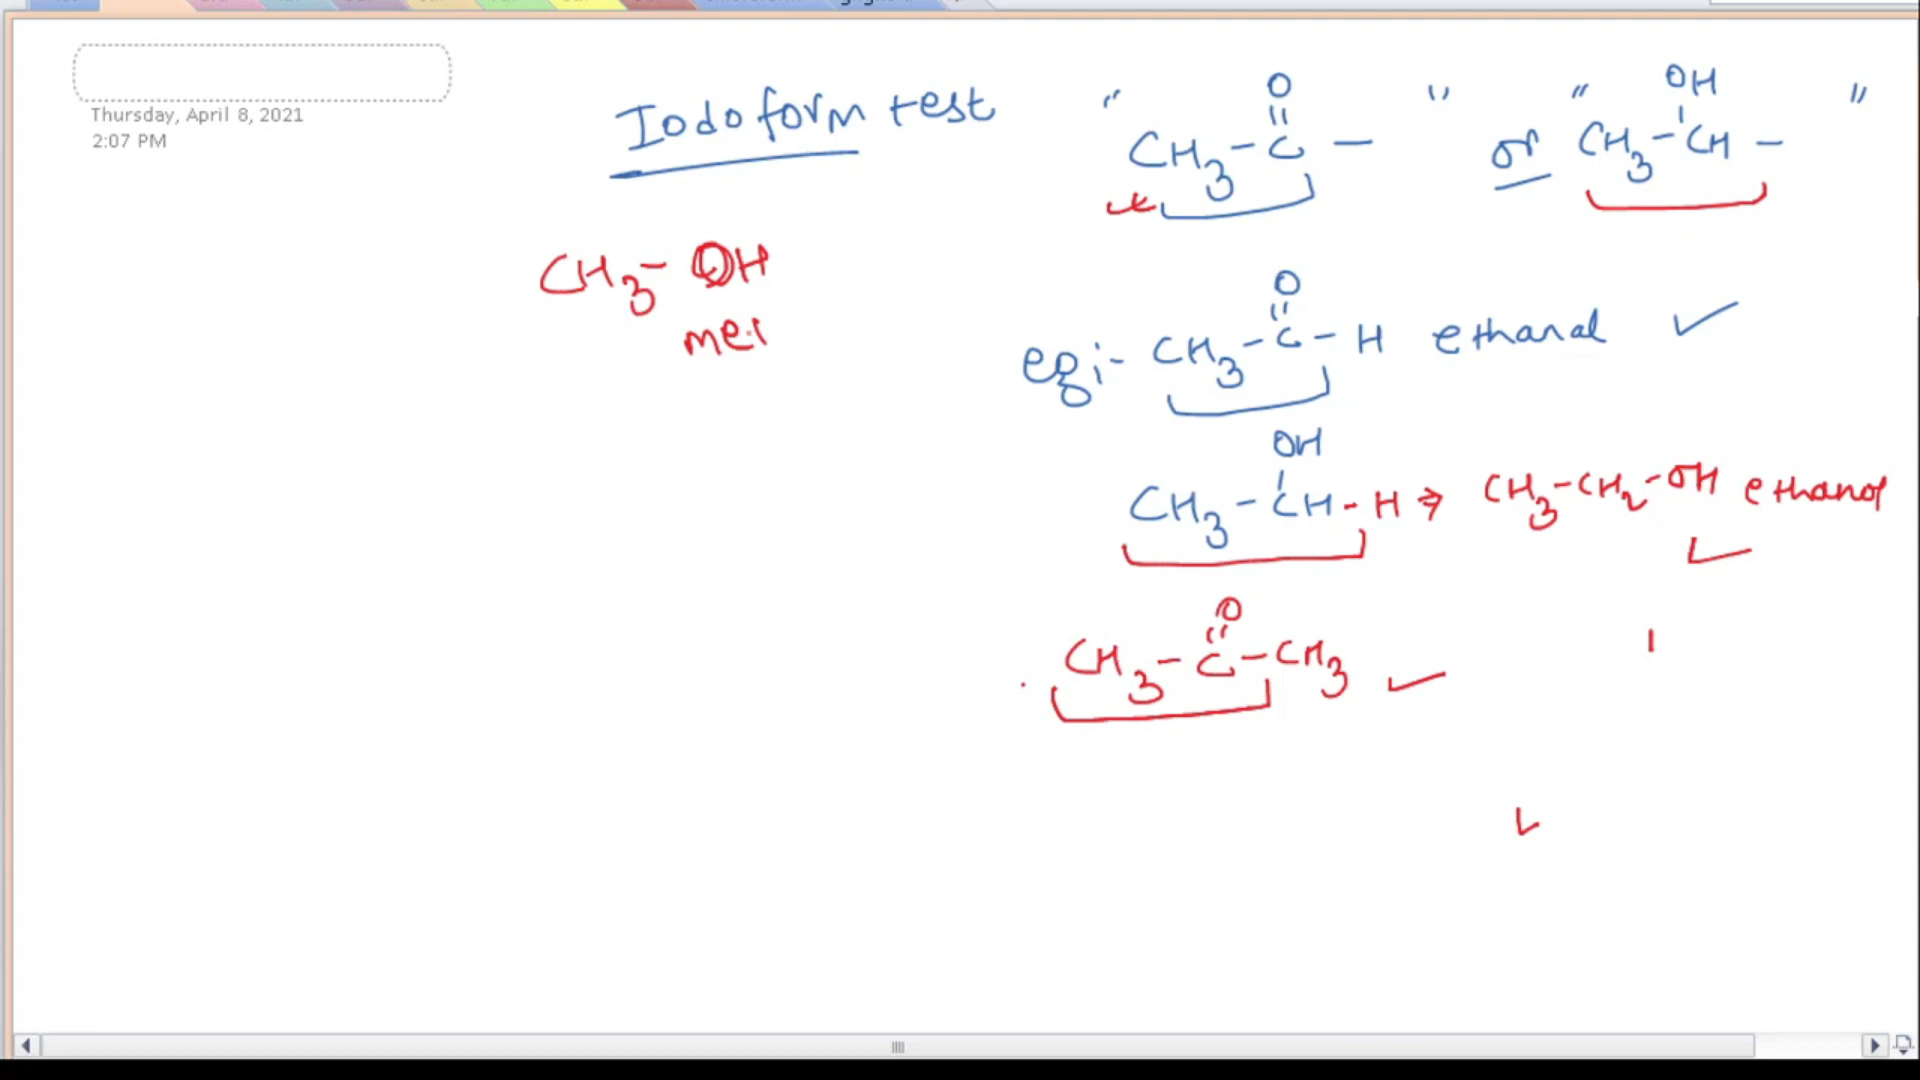 Thursday, April 8, 2021
2:07 PM
Iodoform test " CH3-C- " or " CH3-CH- "
O
OH
CH3-OH
O
eg:- CH3-C-H ethanal ✓
OH
CH3-CH-H → CH3-CH2-OH ethanol ✓
O
CH3-C-CH3 ✓